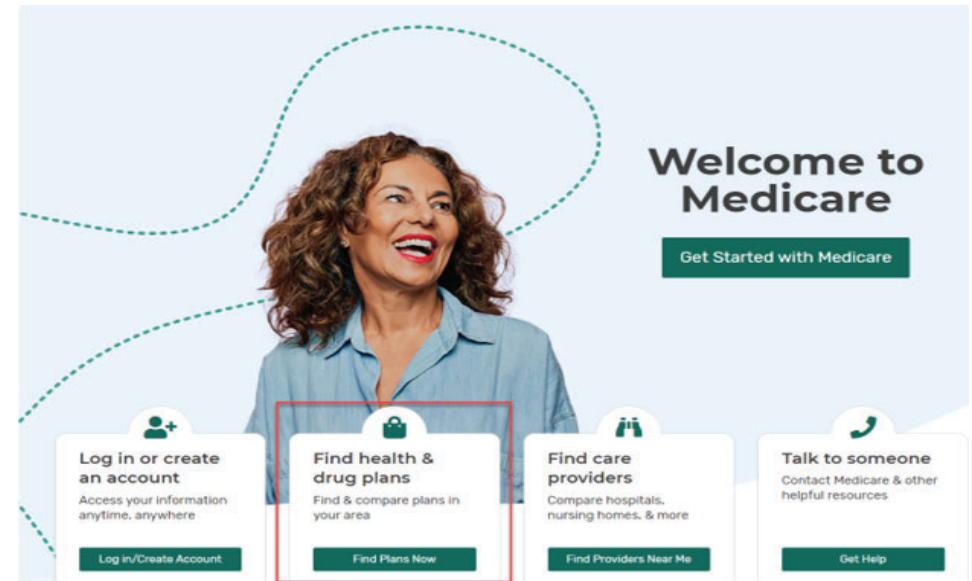 Welcome to
Medicare
Get Started with Medicare
Log in or create
an account
Access your information
anytime, anywhere
Log in/Create Account
Find health &
drug plans
Find & compare plans in
your area
Find Plans Now
Find care
providers
Compare hospitals,
nursing homes, & more
Find Providers Near Me
Talk to someone
Contact Medicare & other
helpful resources
Get Help